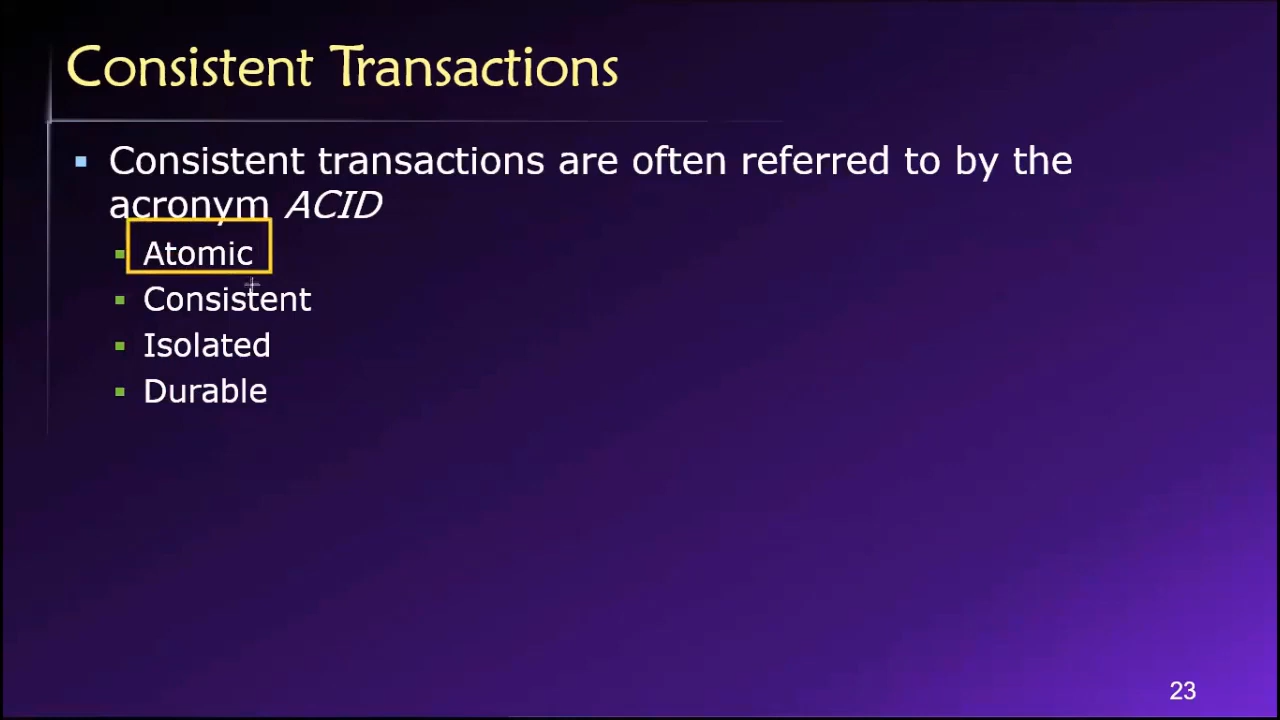 Consistent Transactions
Consistent transactions are often referred to by the
acronym ACID
Atomic
Consistent
Isolated
Durable
23